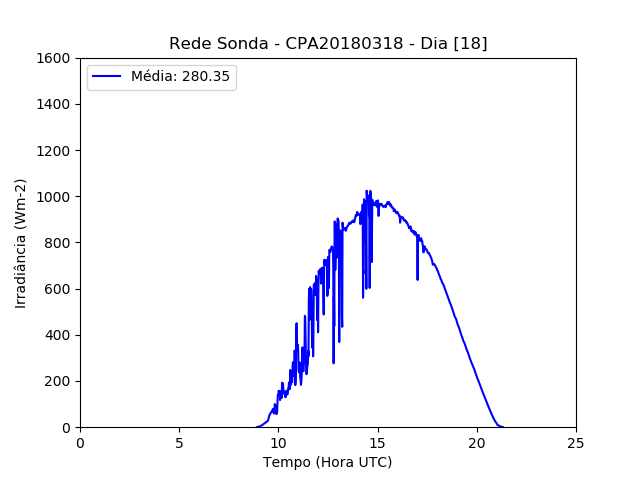 Rede Sonda - CPA20180318 - Dia [18]
Média: 280.35
1600
1400
1200
1000
800
600
400
200
0
Irradiância (Wm-2)
0 5 10 15 20 25
Tempo (Hora UTC)